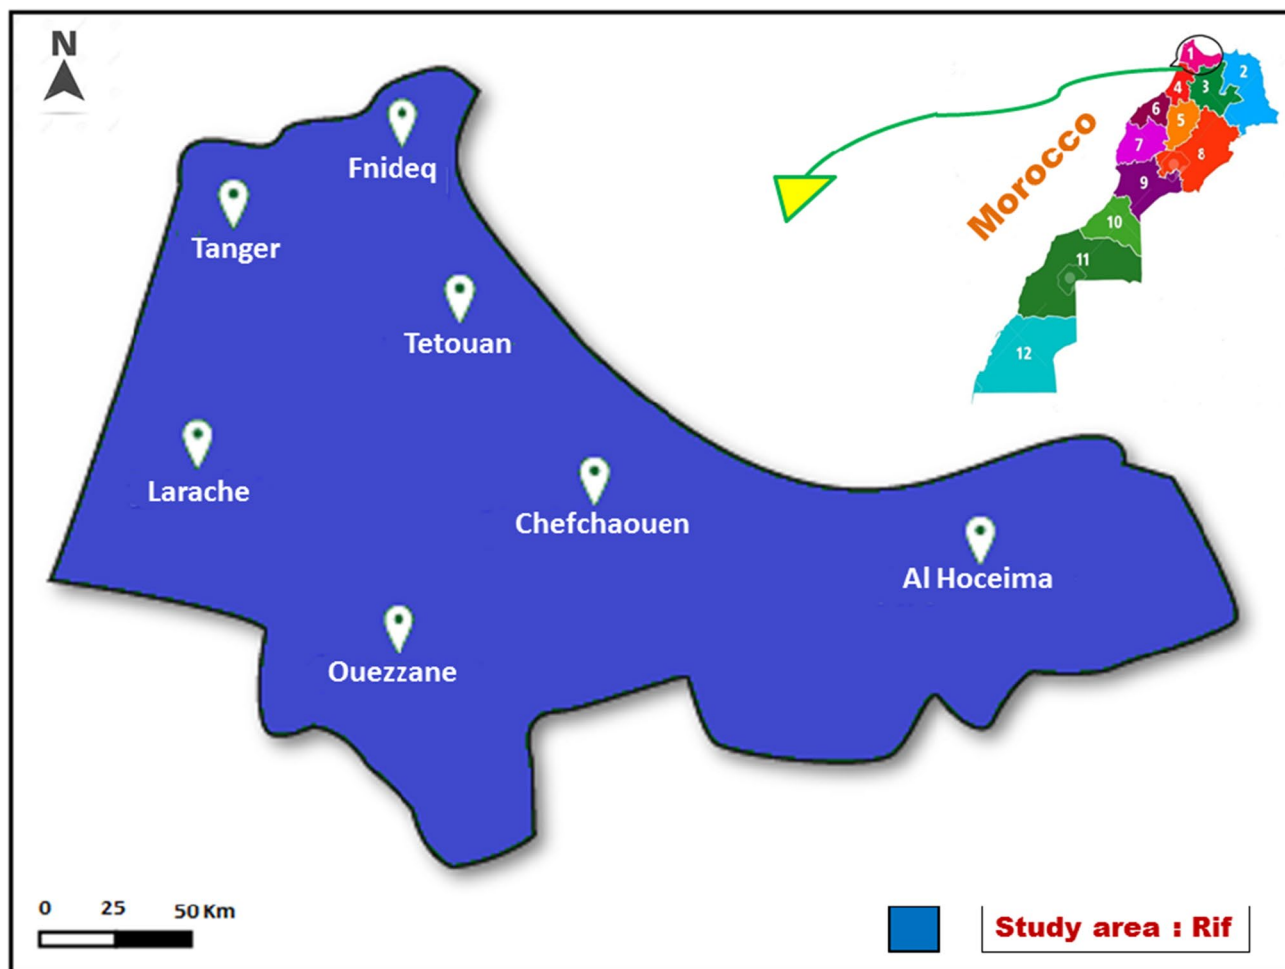 N
1
2
3
4
5
6
7
8
9
10
11
12
Morocco
Fnideq
Tanger
Tetouan
Larache
Chefchaouen
Al Hoceima
Ouezzane
0 25 50 Km
Study area : Rif